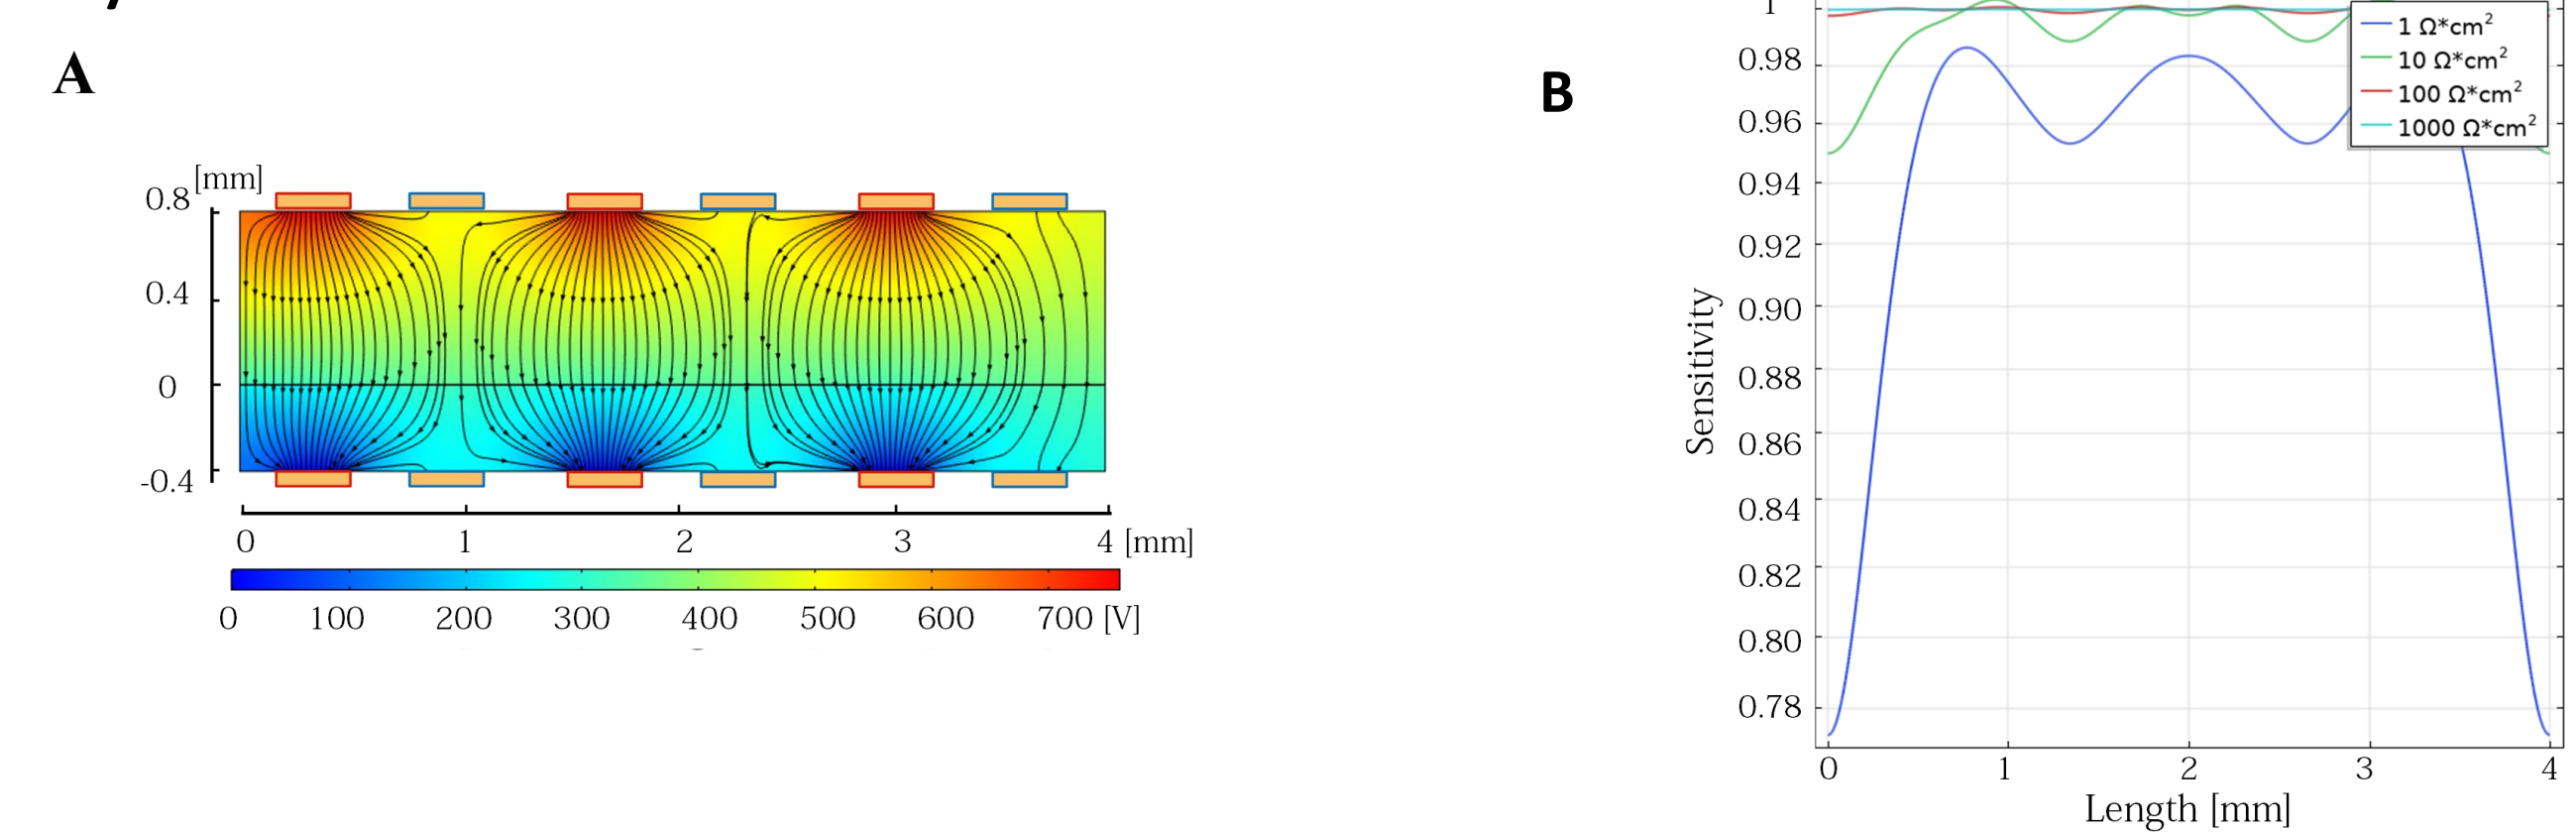 A
[mm]
0.8
0.4
0
-0.4
0 1 2 3 4 [mm]
0 100 200 300 400 500 600 700 [V]
B
1
0.98
0.96
0.94
0.92
0.90
0.88
0.86
0.84
0.82
0.80
0.78
Sensitivity
1 Ω*cm²
10 Ω*cm²
100 Ω*cm²
1000 Ω*cm²
0 1 2 3 4
Length [mm]